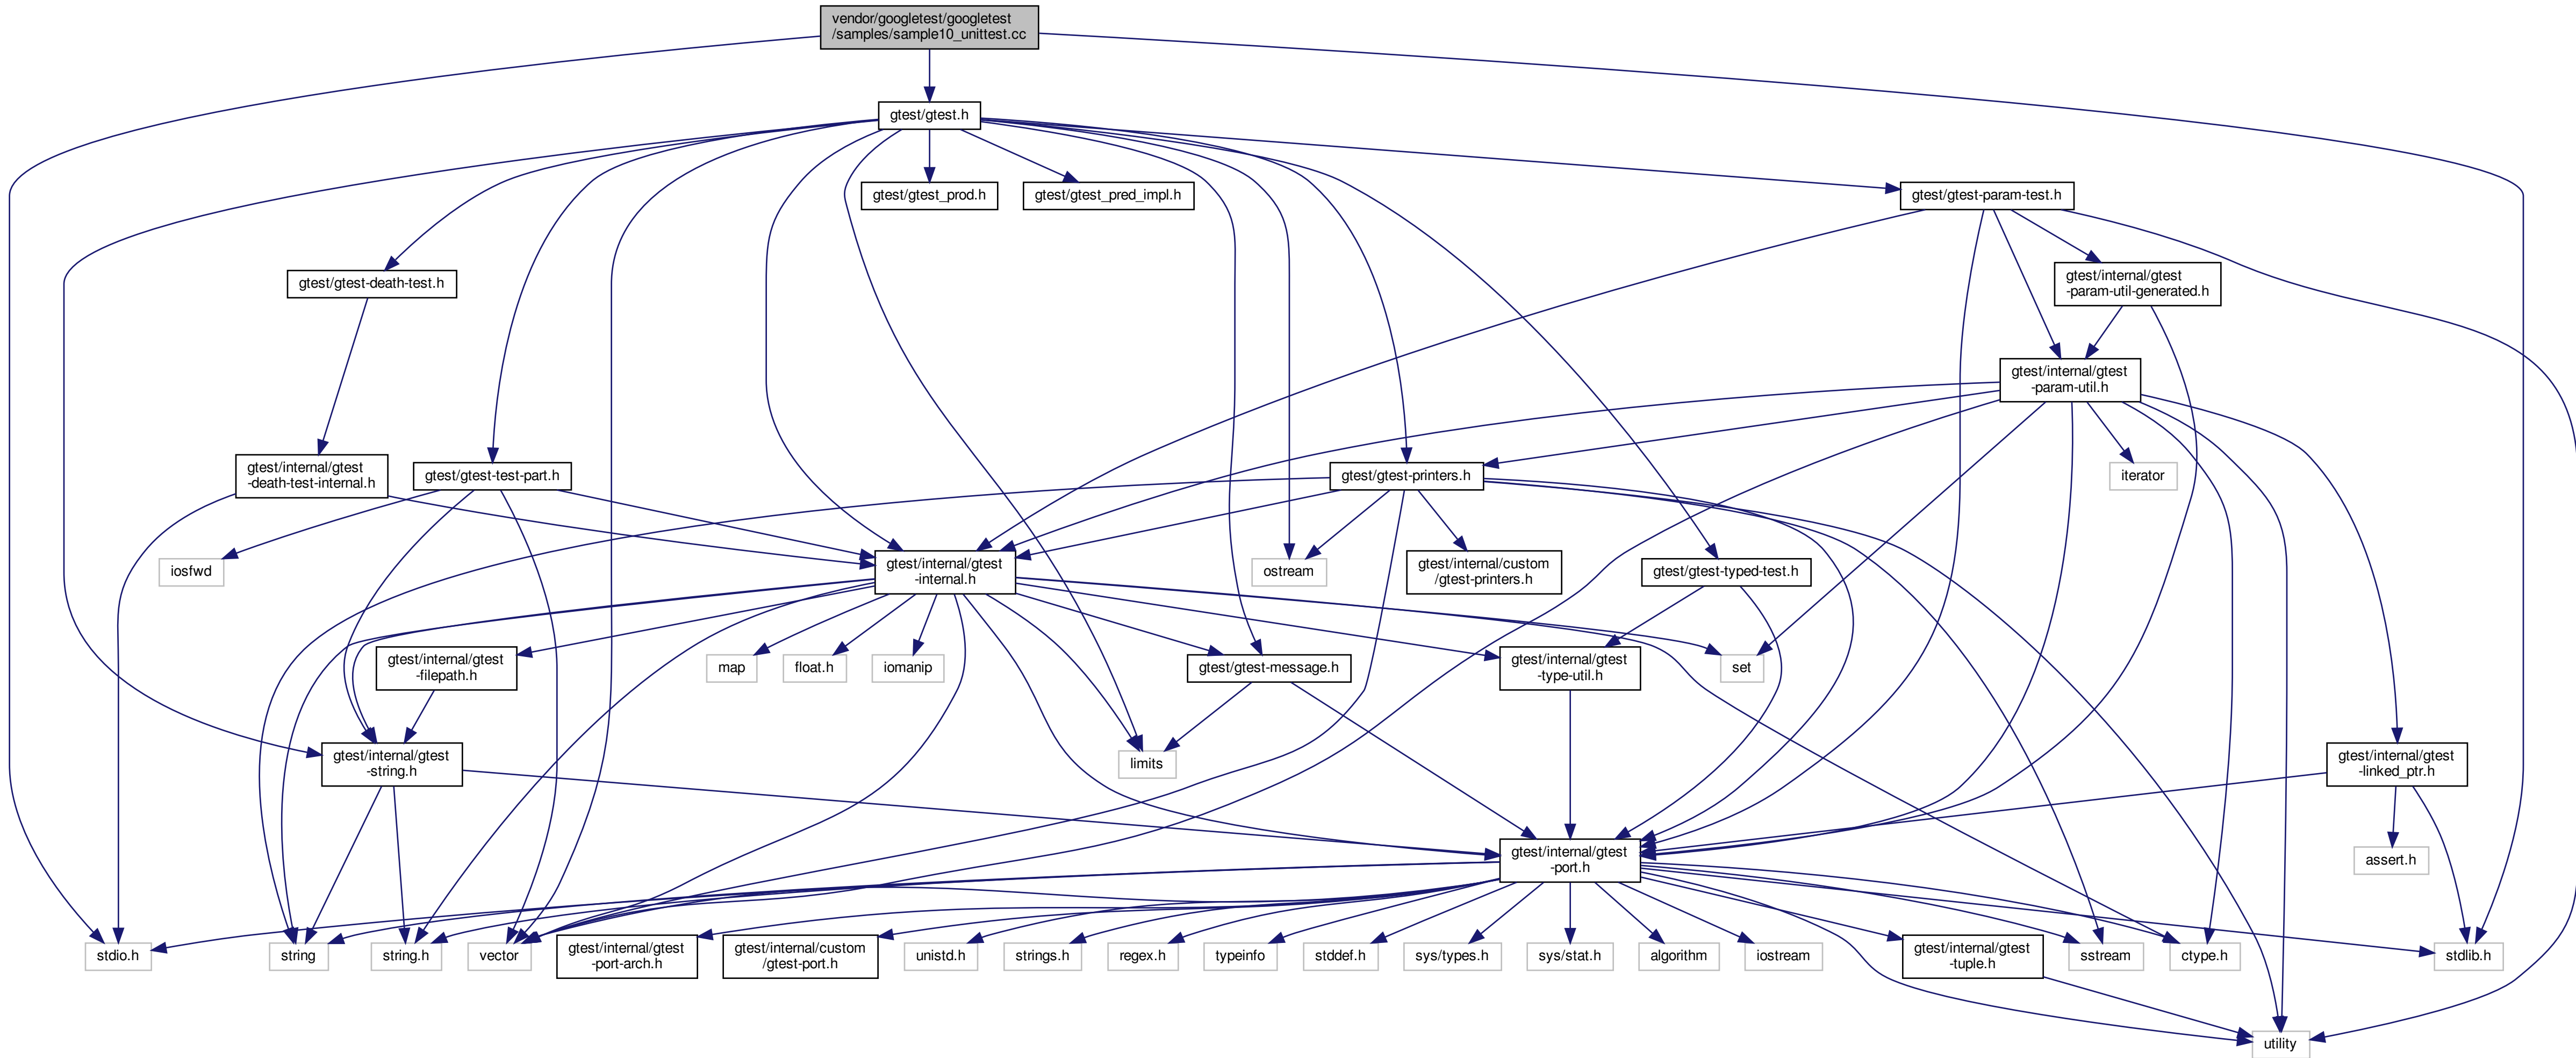 vendor/googletest/googletest
/samples/sample10_unittest.cc
gtest/gtest.h
gtest/gtest_prod.h
gtest/gtest_pred_impl.h
gtest/gtest-param-test.h
gtest/gtest-death-test.h
gtest/internal/gtest
-param-util-generated.h
gtest/internal/gtest
-param-util.h
gtest/internal/gtest
-death-test-internal.h
gtest/gtest-test-part.h
gtest/gtest-printers.h
iterator
iosfwd
gtest/internal/gtest
-internal.h
ostream
gtest/internal/custom
/gtest-printers.h
gtest/gtest-typed-test.h
gtest/internal/gtest
-filepath.h
map
float.h
iomanip
gtest/gtest-message.h
gtest/internal/gtest
-type-util.h
set
gtest/internal/gtest
-string.h
limits
gtest/internal/gtest
-linked_ptr.h
gtest/internal/gtest
-port.h
assert.h
stdio.h
string
string.h
vector
gtest/internal/gtest
-port-arch.h
gtest/internal/custom
/gtest-port.h
unistd.h
strings.h
regex.h
typeinfo
stddef.h
sys/types.h
sys/stat.h
algorithm
iostream
gtest/internal/gtest
-tuple.h
sstream
ctype.h
stdlib.h
utility